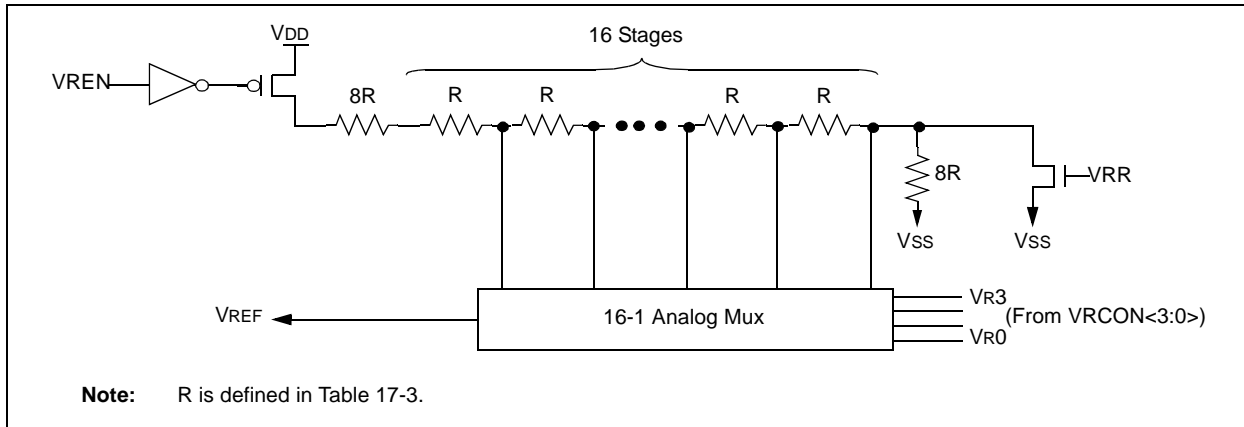 VDD
16 Stages
VREN
8R
R
R
R
R
8R
VRR
VSS
VSS
VREF
16-1 Analog Mux
VR3
(From VRCON<3:0>)
VR0
Note: R is defined in Table 17-3.